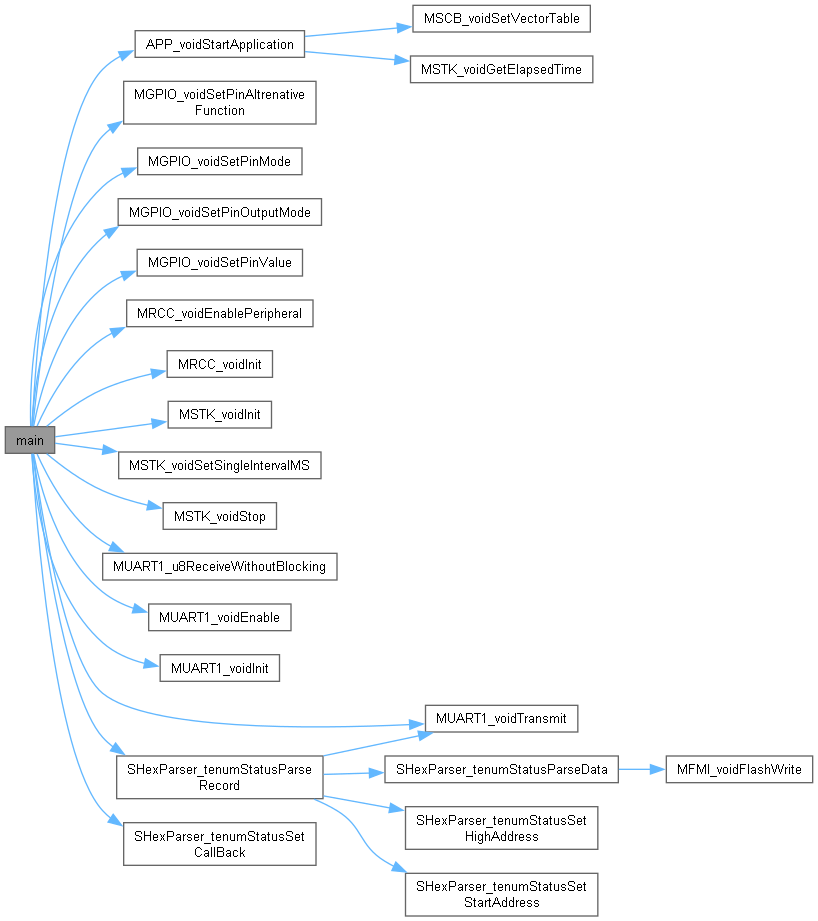 MSCB_voidSetVectorTable
APP_voidStartApplication
MSTK_voidGetElapsedTime
MGPIO_voidSetPinAltrenative
Function
MGPIO_voidSetPinMode
MGPIO_voidSetPinOutputMode
MGPIO_voidSetPinValue
MRCC_voidEnablePeripheral
MRCC_voidInit
MSTK_voidInit
main
MSTK_voidSetSingleIntervalMS
MSTK_voidStop
MUART1_u8ReceiveWithoutBlocking
MUART1_voidEnable
MUART1_voidInit
MUART1_voidTransmit
SHexParser_tenumStatusParse
Record
SHexParser_tenumStatusParseData
MFMI_voidFlashWrite
SHexParser_tenumStatusSet
HighAddress
SHexParser_tenumStatusSet
CallBack
SHexParser_tenumStatusSet
StartAddress